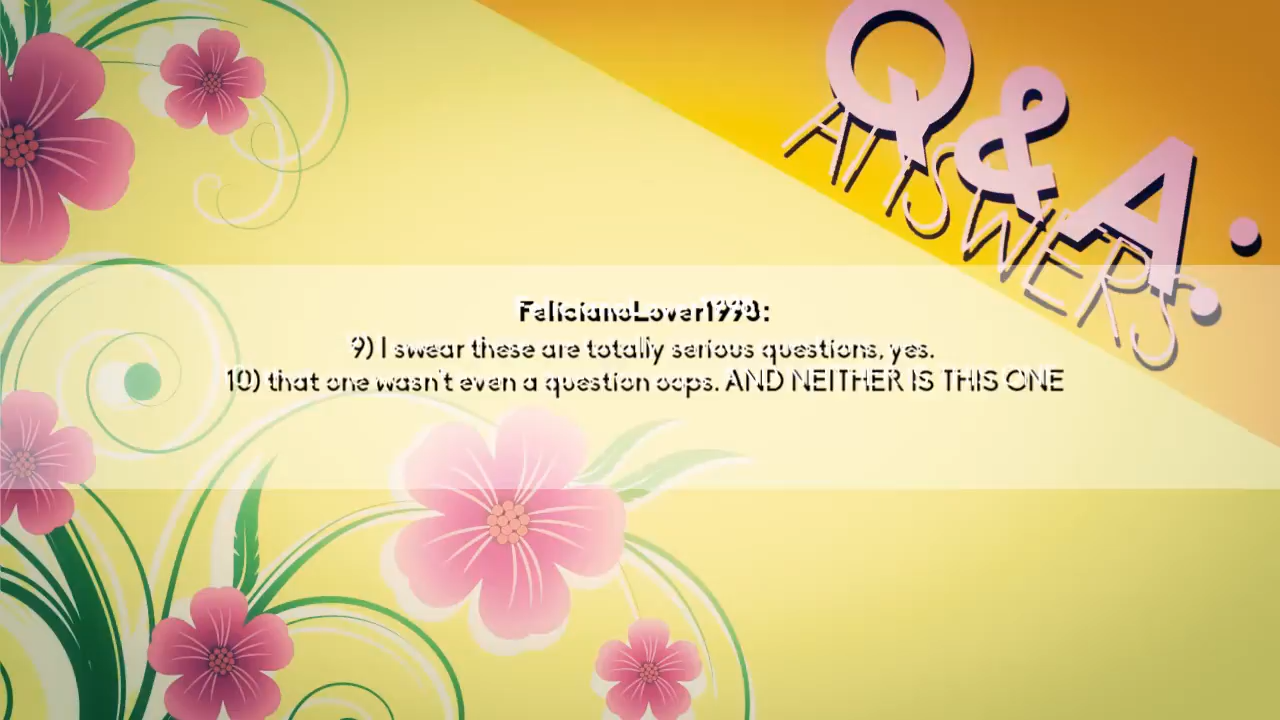 Q & A:
ANSWERS
FelicianoLover1998:
9) I swear these are totally serious questions, yes.
10) that one wasn't even a question oops. AND NEITHER IS THIS ONE